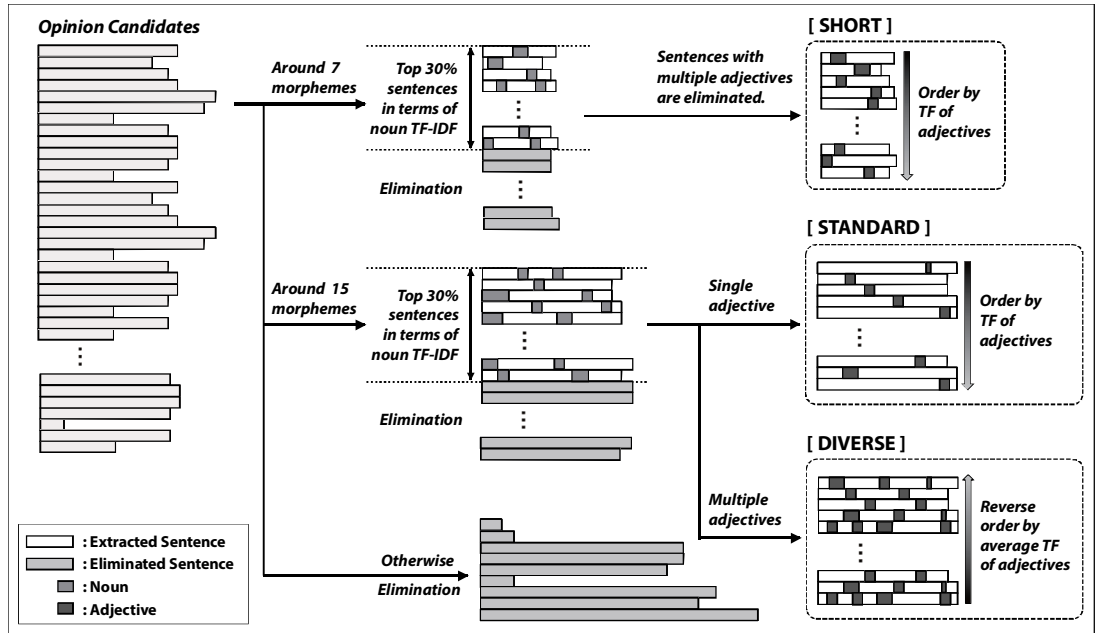 Opinion Candidates
Around 7
morphemes
Top 30%
sentences
in terms of
noun TF-IDF
Elimination
Sentences with
multiple adjectives
are eliminated.
[ SHORT ]
Order by
TF of
adjectives
Around 15
morphemes
Top 30%
sentences
in terms of
noun TF-IDF
Elimination
Single
adjective
[ STANDARD ]
Order by
TF of
adjectives
Multiple
adjectives
[ DIVERSE ]
Reverse
order by
average TF
of adjectives
Otherwise
Elimination
: Extracted Sentence
: Eliminated Sentence
: Noun
: Adjective